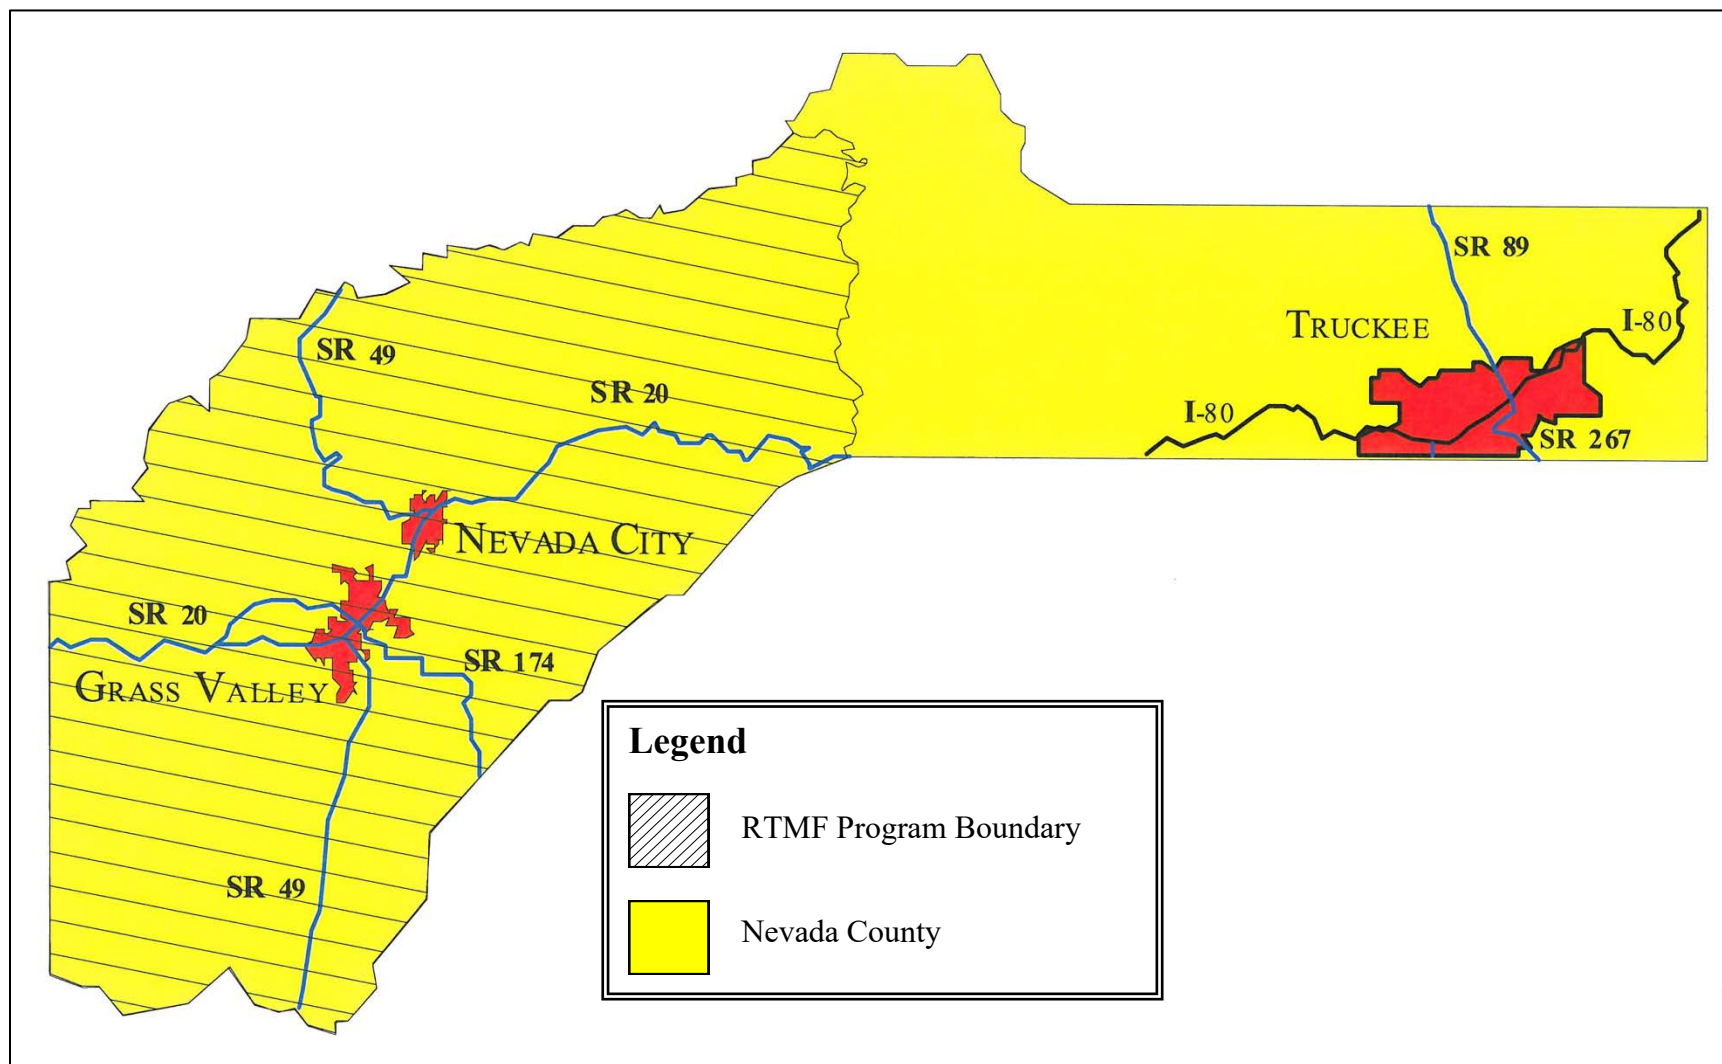 SR 89
TRUCKEE
I-80
SR 49
SR 20
I-80
SR 267
NEVADA CITY
SR 20
SR 174
GRASS VALLEY
SR 49
Legend
RTMF Program Boundary
Nevada County